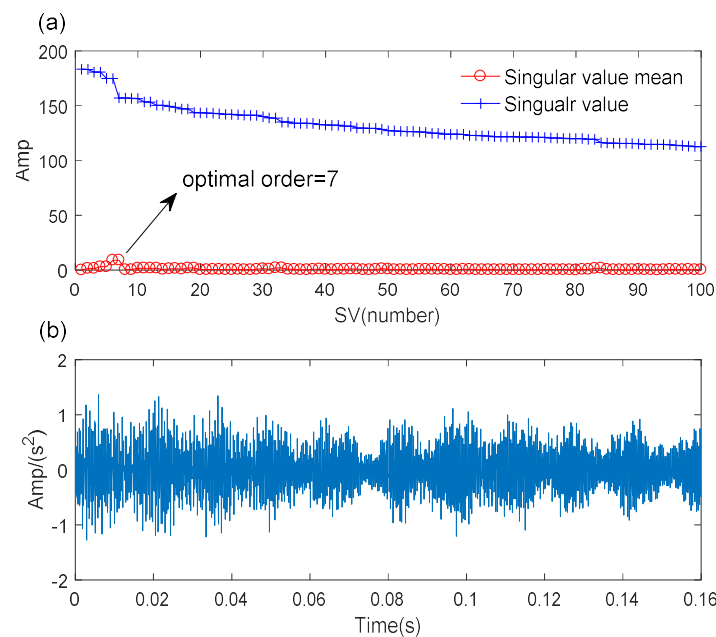 (a)
200
150
100
50
0
Amp
Singular value mean
Singualr value
optimal order=7
0 10 20 30 40 50 60 70 80 90 100
SV(number)
(b)
2
1
0
-1
-2
Amp/(s²)
0 0.02 0.04 0.06 0.08 0.1 0.12 0.14 0.16
Time(s)